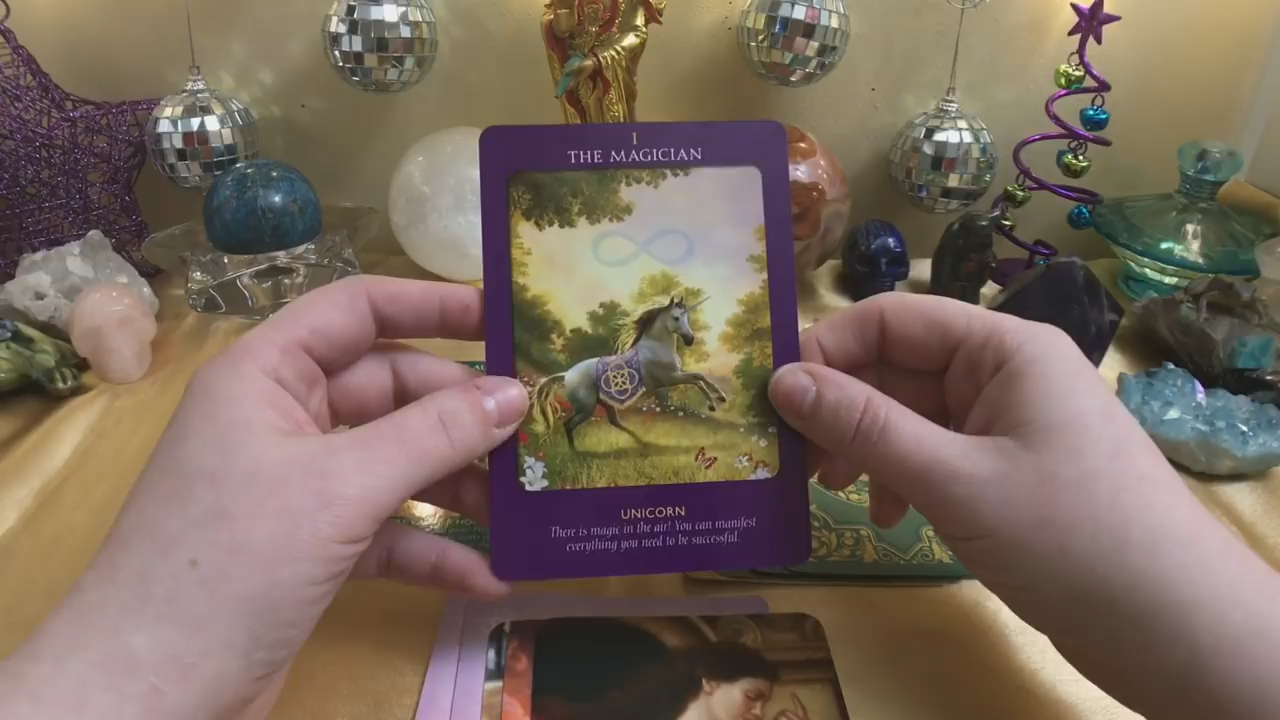 1
THE MAGICIAN
UNICORN
There is magic in the air! You can manifest
everything you need to be successful.